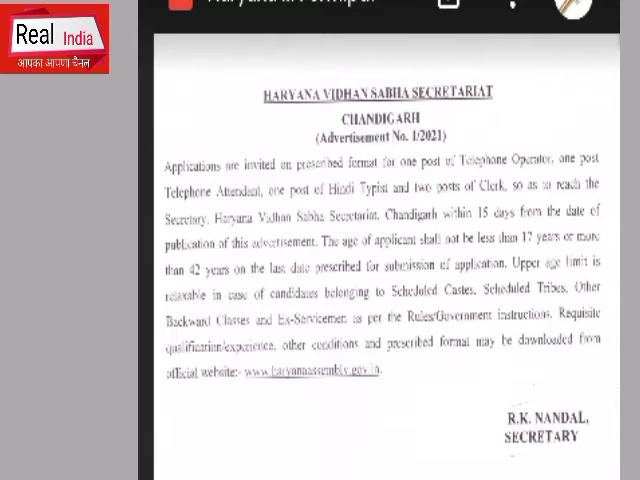 Real India
आपका आपणा चैनल
HARYANA VIDHAN SABHA SECRETARIAT
CHANDIGARH
(Advertisement No. 1/2021)
Applications are invited on prescribed format for one post of Telephone Operator, one post
Telephone Attendant, one post of Hindi Typist and two posts of Clerk, so as to reach the
Secretary, Haryana Vidhan Sabha Secretariat, Chandigarh within 15 days from the date of
publication of this advertisement. The age of applicant shall not be less than 17 years or more
than 42 years on the last date prescribed for submission of application. Upper age limit is
relaxable in case of candidates belonging to Scheduled Castes, Scheduled Tribes, Other
Backward Classes and Ex-Servicemen as per the Rules/Government instructions. Requisite
qualification/experience, other conditions and prescribed format may be downloaded from
official website:- www.haryanaassembly.gov.in.
R.K. NANDAL,
SECRETARY